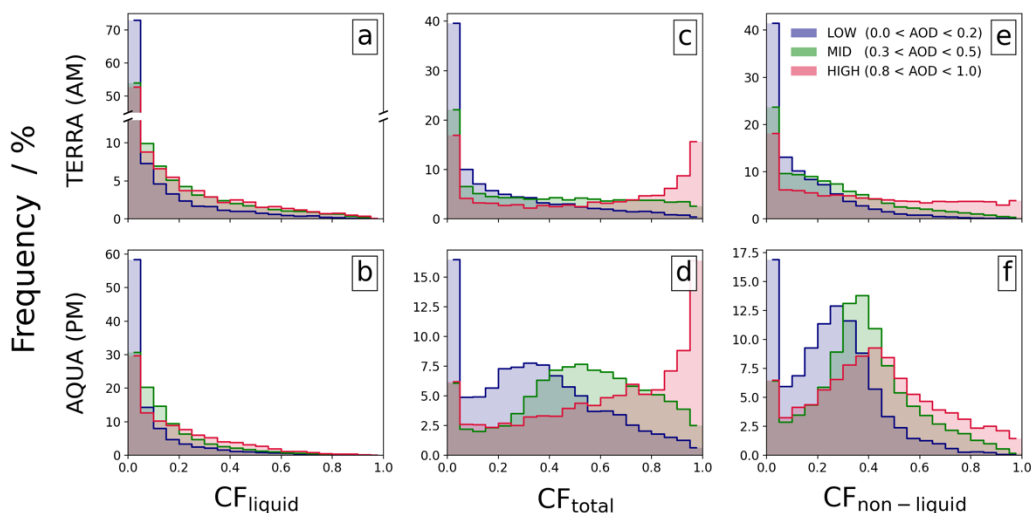 Frequency / %
TERRA (AM)
AQUA (PM)
a
70
60
50
10
5
0
c
40
30
20
10
0
e
LOW (0.0 < AOD < 0.2)
MID (0.3 < AOD < 0.5)
HIGH (0.8 < AOD < 1.0)
40
30
20
10
0
b
60
50
40
30
20
10
0
0.0 0.2 0.4 0.6 0.8 1.0
CFliquid
d
15.0
12.5
10.0
7.5
5.0
2.5
0.0
0.0 0.2 0.4 0.6 0.8 1.0
CFtotal
f
17.5
15.0
12.5
10.0
7.5
5.0
2.5
0.0
0.0 0.2 0.4 0.6 0.8 1.0
CFnon − liquid